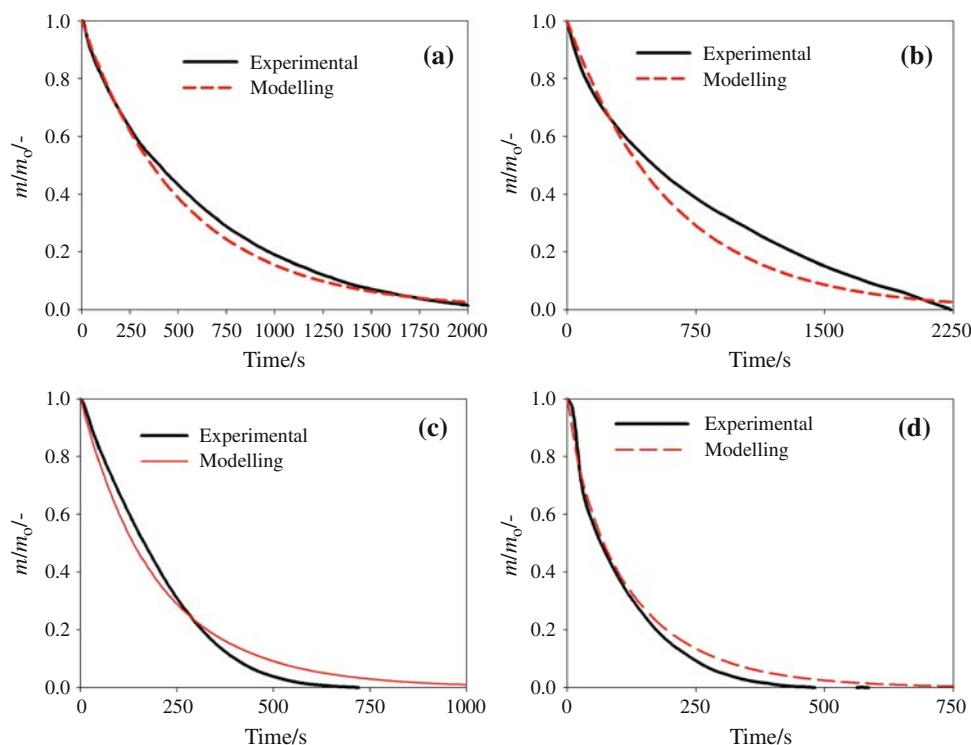 1.0
0.8
0.6
0.4
0.2
0.0
m/mo/-
Experimental
Modelling
(a)
0 250 500 750 1000 1250 1500 1750 2000
Time/s
1.0
0.8
0.6
0.4
0.2
0.0
m/mo/-
Experimental
Modelling
(b)
0 750 1500 2250
Time/s
1.0
0.8
0.6
0.4
0.2
0.0
m/mo/-
Experimental
Modelling
(c)
0 250 500 750 1000
Time/s
1.0
0.8
0.6
0.4
0.2
0.0
m/mo/-
Experimental
Modelling
(d)
0 250 500 750
Time/s